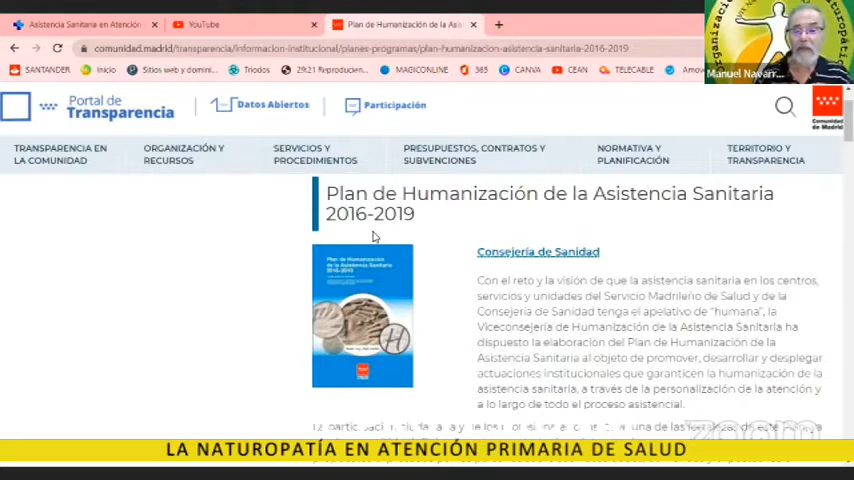 Asistencia Sanitaria en Atención
YouTube
Plan de Humanización de la Asis
comunidad.madrid/transparencia/informacion-institucional/planes-programas/plan-humanizacion-asistencia-sanitaria-2016-2019
SANTANDER
Inicio
Sitios web y domini...
Triodos
29:21 Reproducien...
MAGICONLINE
365
CANVA
CEAN
TELECABLE
Manuel Navarr...
Portal de
Transparencia
Datos Abiertos
Participación
Comunidad
de Madrid
TRANSPARENCIA EN
LA COMUNIDAD
ORGANIZACIÓN Y
RECURSOS
SERVICIOS Y
PROCEDIMIENTOS
PRESUPUESTOS, CONTRATOS Y
SUBVENCIONES
NORMATIVA Y
PLANIFICACIÓN
TERRITORIO Y
TRANSPARENCIA
Plan de Humanización de la Asistencia Sanitaria
2016-2019
Plan de Humanización
de la Asistencia Sanitaria
2016-2019
Consejería de Sanidad
Con el reto y la visión de que la asistencia sanitaria en los centros,
servicios y unidades del Servicio Madrileño de Salud y de la
Consejería de Sanidad tenga el apelativo de "humana", la
Viceconsejería de Humanización de la Asistencia Sanitaria ha
dispuesto la elaboración del Plan de Humanización de la
Asistencia Sanitaria al objeto de promover, desarrollar y desplegar
actuaciones institucionales que garanticen la humanización de la
asistencia sanitaria, a través de la personalización de la atención y
a lo largo de todo el proceso asistencial.
zoom
LA NATUROPATÍA EN ATENCIÓN PRIMARIA DE SALUD